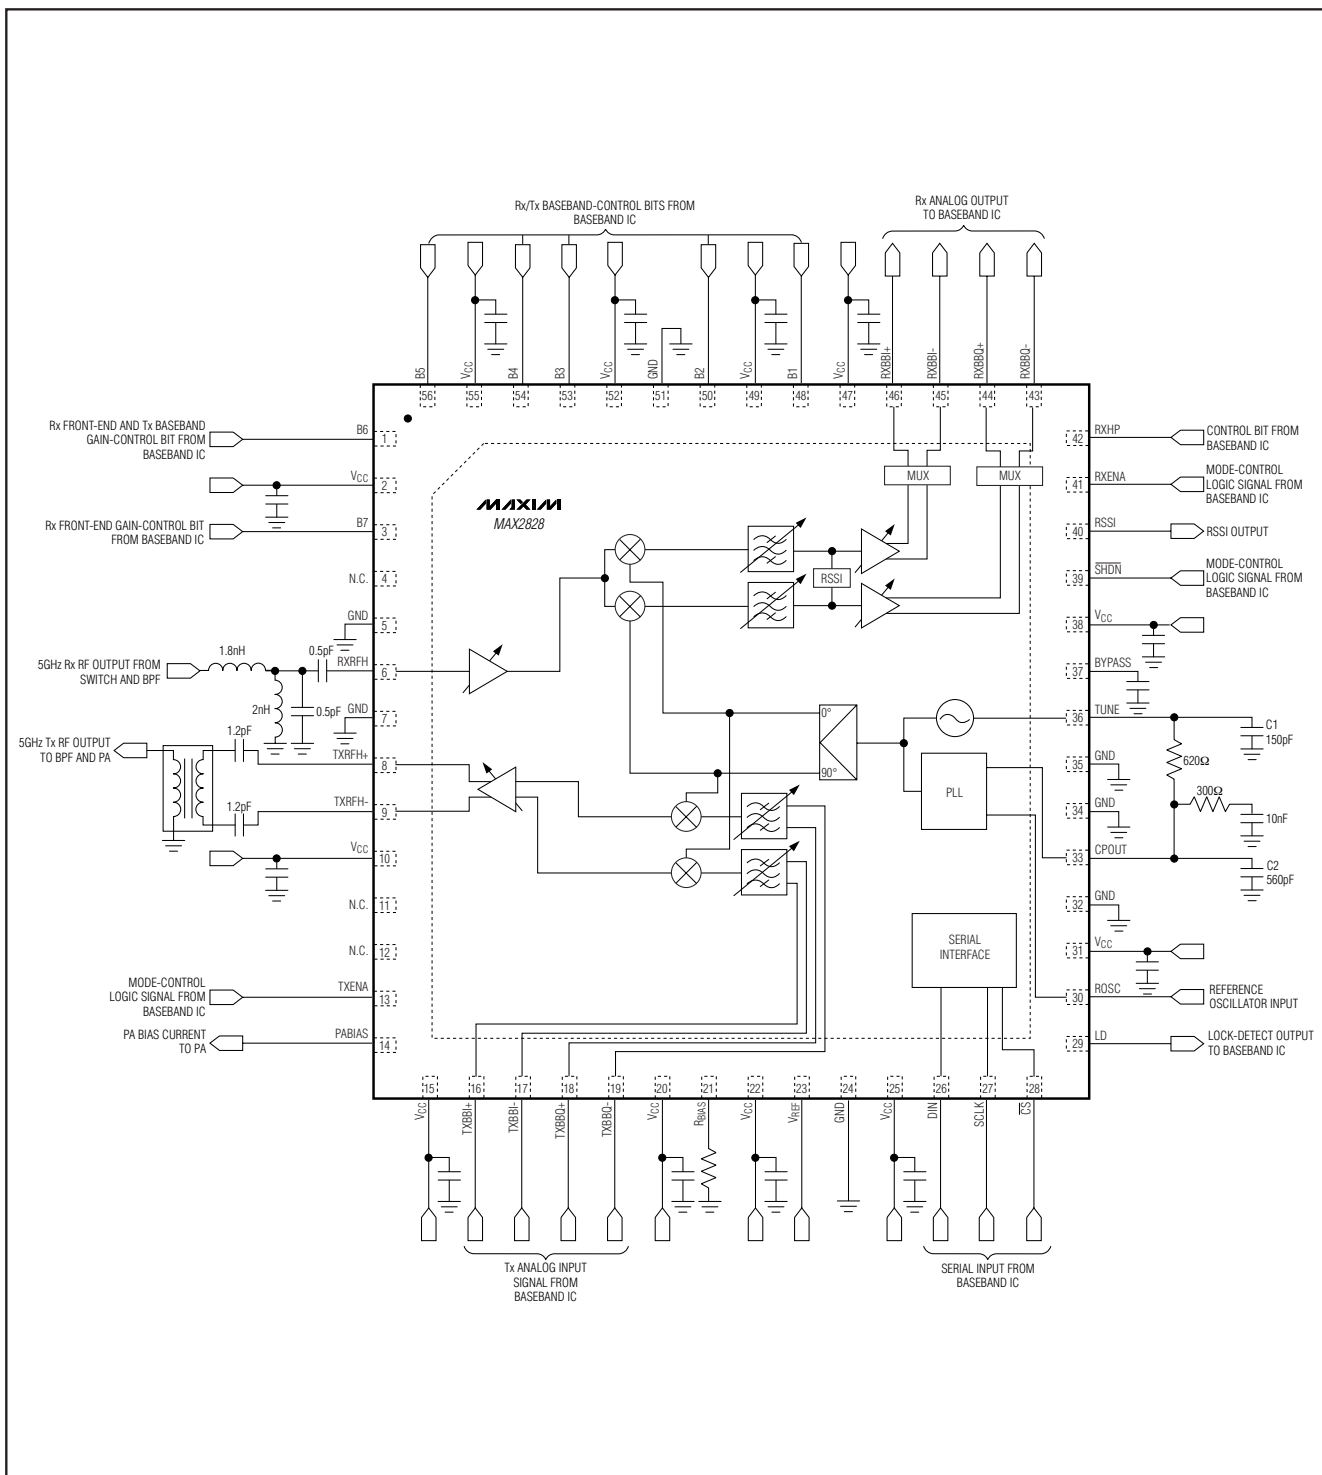 Rx/Tx BASEBAND-CONTROL BITS FROM
BASEBAND IC
Rx ANALOG OUTPUT
TO BASEBAND IC
B5
VCC
B4
B3
VCC
GND
B2
VCC
B1
VCC
RXBBI+
RXBBI-
RXBBQ+
RXBBQ-
56
55
54
53
52
51
50
49
48
47
46
45
44
43
Rx FRONT-END AND Tx BASEBAND
GAIN-CONTROL BIT FROM
BASEBAND IC
B6
1
VCC
2
Rx FRONT-END GAIN-CONTROL BIT
FROM BASEBAND IC
B7
3
N.C.
4
GND
5
5GHz Rx RF OUTPUT FROM
SWITCH AND BPF
1.8nH
0.5pF
RXRFH
6
2nH
0.5pF
GND
7
5GHz Tx RF OUTPUT
TO BPF AND PA
1.2pF
TXRFH+
8
1.2pF
TXRFH-
9
VCC
10
N.C.
11
N.C.
12
MODE-CONTROL
LOGIC SIGNAL FROM
BASEBAND IC
TXENA
13
PA BIAS CURRENT
TO PA
PABIAS
14
MAXIM
MAX2828
MUX
MUX
RSSI
0°
90°
PLL
SERIAL
INTERFACE
42
RXHP
CONTROL BIT FROM
BASEBAND IC
41
RXENA
MODE-CONTROL
LOGIC SIGNAL FROM
BASEBAND IC
40
RSSI
RSSI OUTPUT
39
SHDN
MODE-CONTROL
LOGIC SIGNAL FROM
BASEBAND IC
38
VCC
37
BYPASS
36
TUNE
C1
150pF
620Ω
35
GND
300Ω
34
GND
10nF
33
CPOUT
C2
560pF
32
GND
31
VCC
30
ROSC
REFERENCE
OSCILLATOR INPUT
29
LD
LOCK-DETECT OUTPUT
TO BASEBAND IC
15
16
17
18
19
20
21
22
23
24
25
26
27
28
VCC
TXBBI+
TXBBI-
TXBBQ+
TXBBQ-
VCC
RBIAS
VCC
VREF
GND
VCC
DIN
SCLK
CS
Tx ANALOG INPUT
SIGNAL FROM
BASEBAND IC
SERIAL INPUT FROM
BASEBAND IC